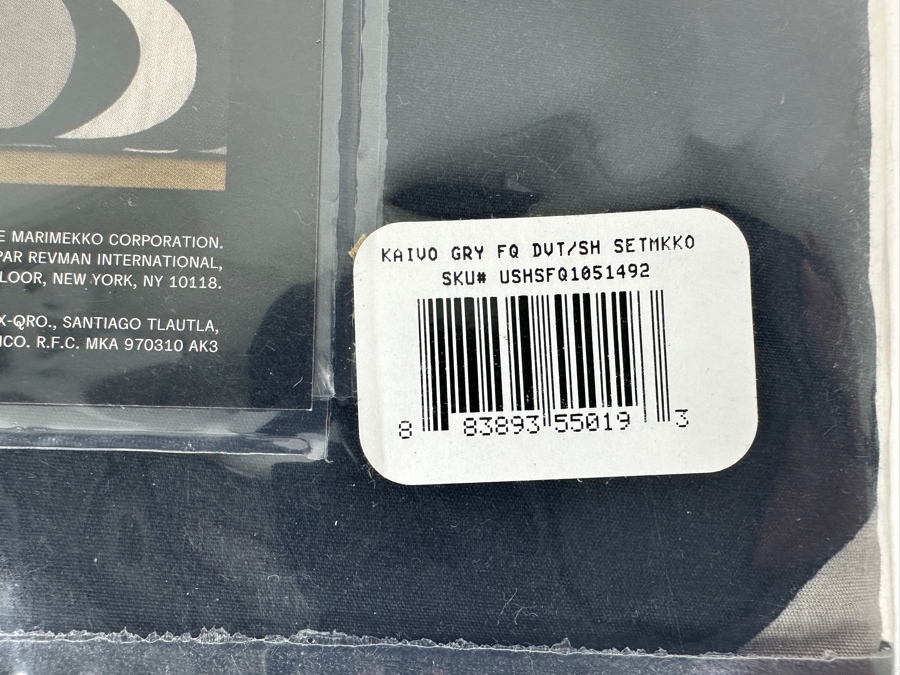 E MARIMEKKO CORPORATION.
PAR REVMAN INTERNATIONAL,
LOOR, NEW YORK, NY 10118.
X-QRO., SANTIAGO TLAUTLA,
ICO. R.F.C. MKA 970310 AK3
KAIVO GRY FQ DVT/SH SETMKKO
SKU# USHSFQ1051492
8 83893 55019 3